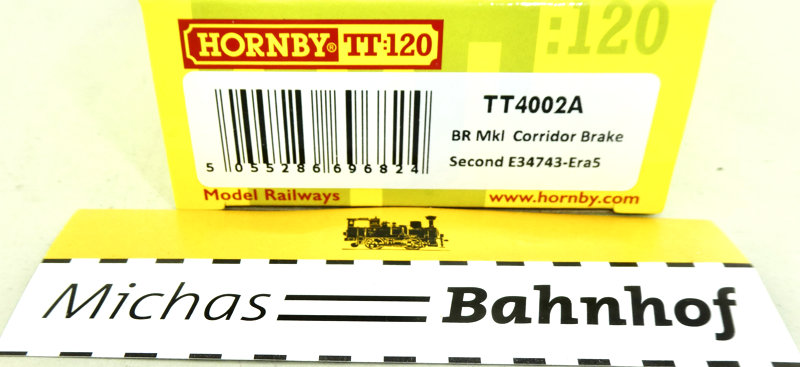 HORNBY® TT:120
:120
TT4002A
BR MkI Corridor Brake
Second E34743-Era5
5 055286 696824
Model Railways
www.hornby.com
Michas Bahnhof